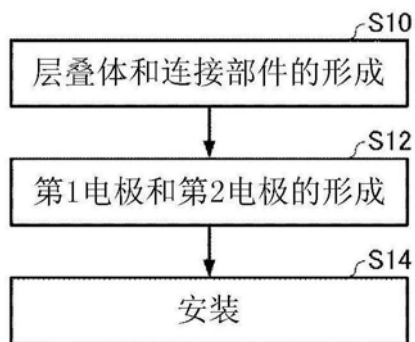 S10
层叠体和连接部件的形成
S12
第1电极和第2电极的形成
S14
安装